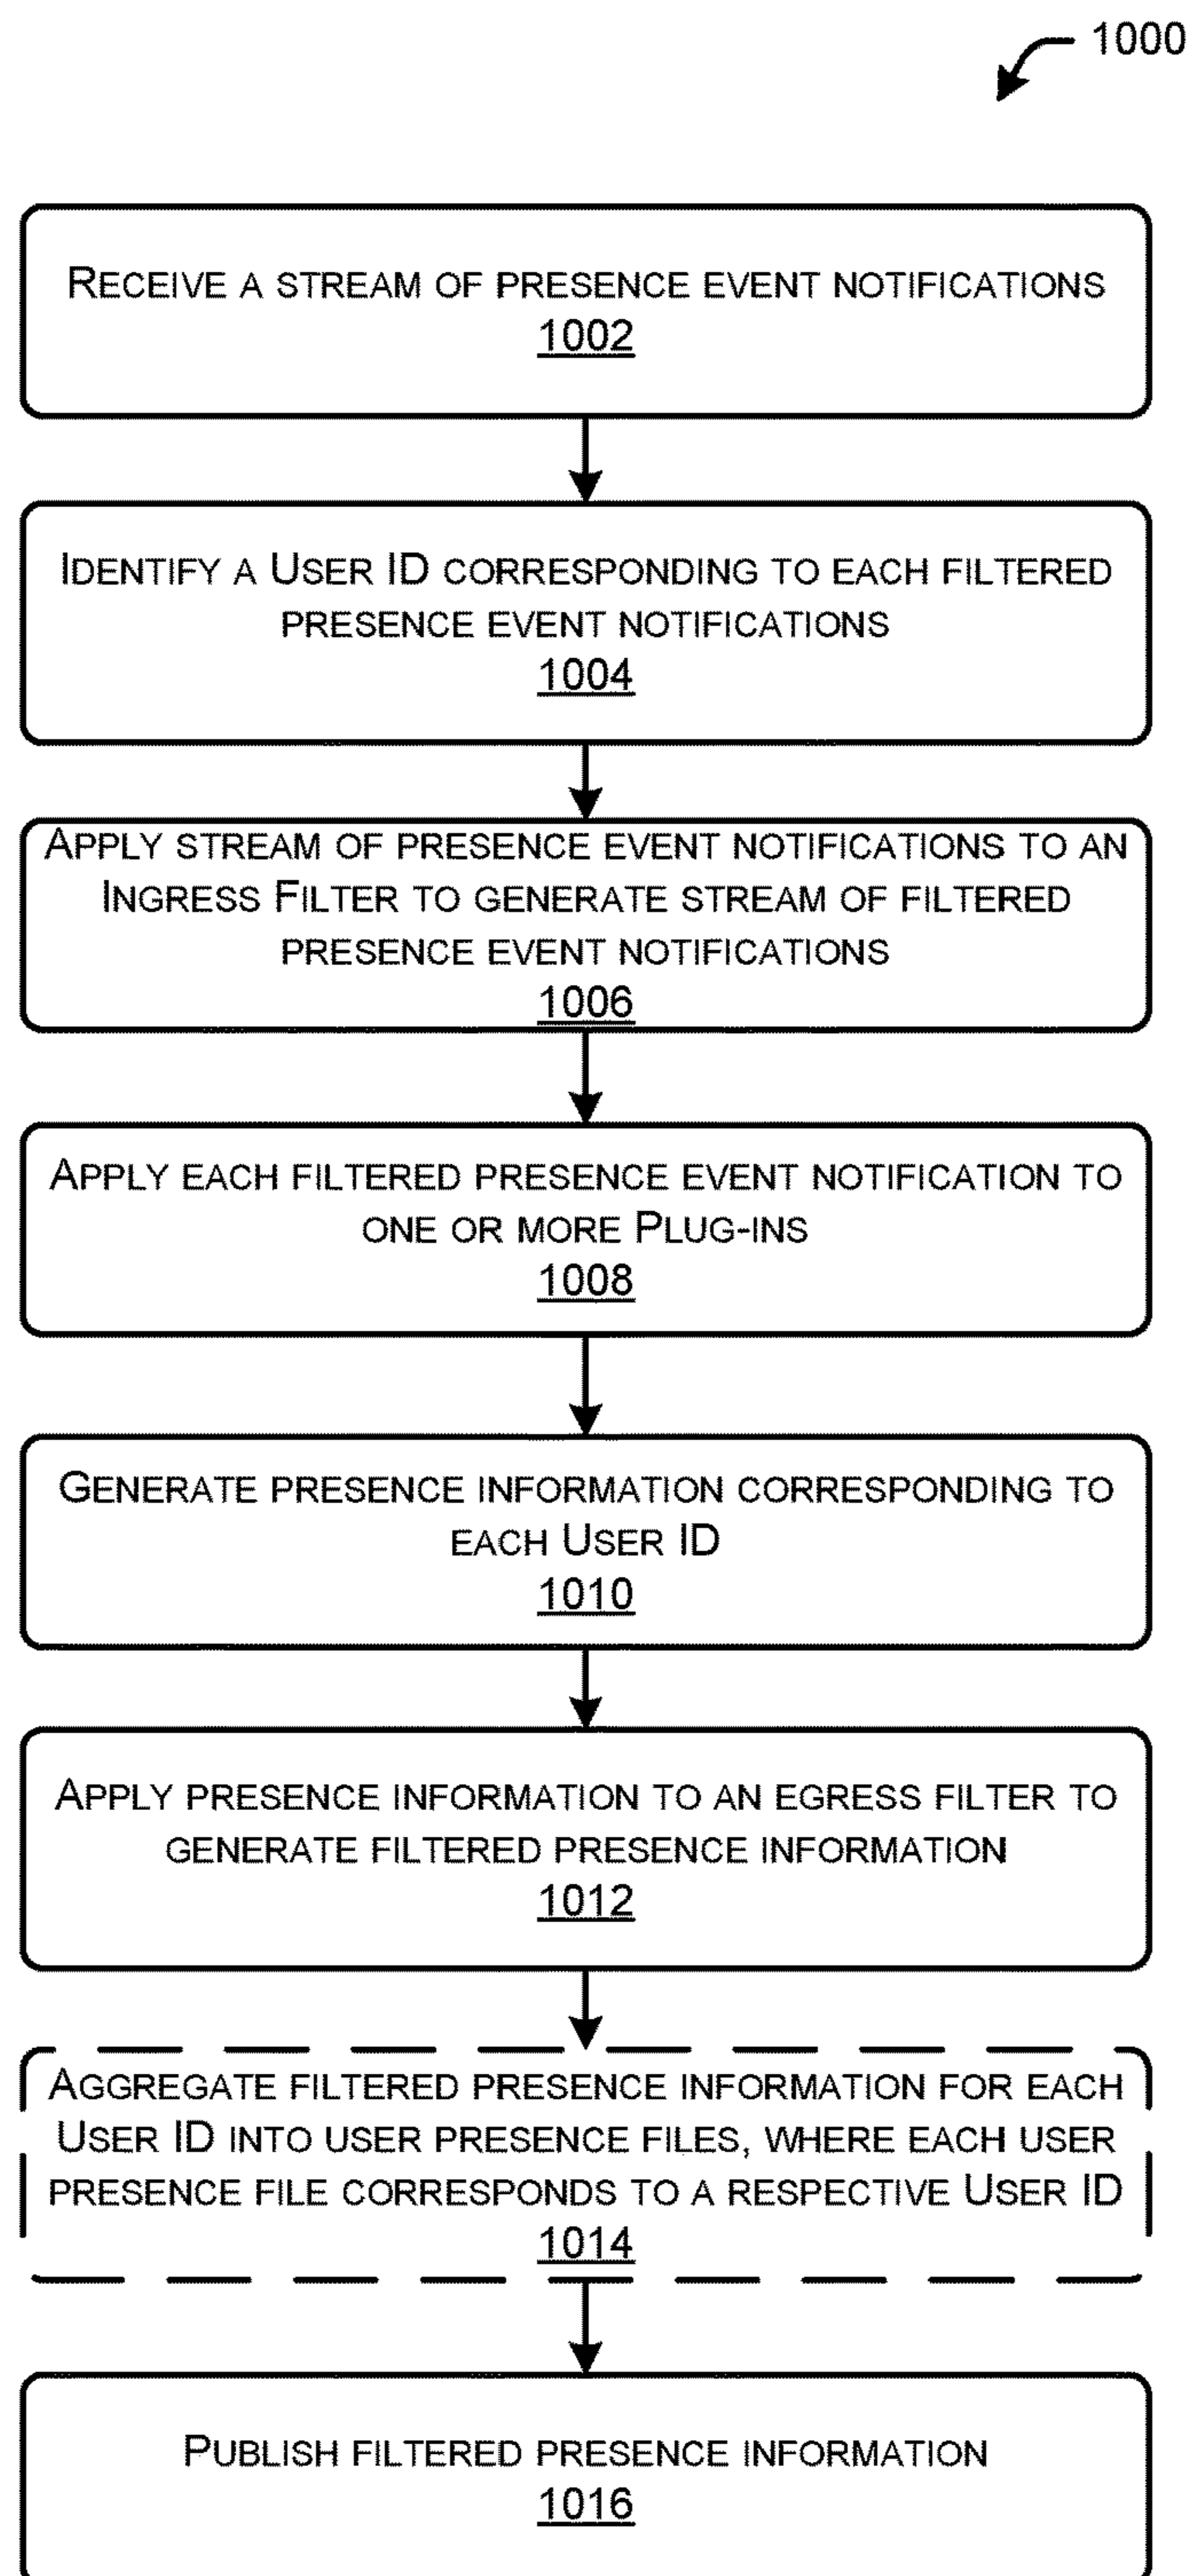 1000
RECEIVE A STREAM OF PRESENCE EVENT NOTIFICATIONS
1002
IDENTIFY A USER ID CORRESPONDING TO EACH FILTERED
PRESENCE EVENT NOTIFICATIONS
1004
APPLY STREAM OF PRESENCE EVENT NOTIFICATIONS TO AN
INGRESS FILTER TO GENERATE STREAM OF FILTERED
PRESENCE EVENT NOTIFICATIONS
1006
APPLY EACH FILTERED PRESENCE EVENT NOTIFICATION TO
ONE OR MORE PLUG-INS
1008
GENERATE PRESENCE INFORMATION CORRESPONDING TO
EACH USER ID
1010
APPLY PRESENCE INFORMATION TO AN EGRESS FILTER TO
GENERATE FILTERED PRESENCE INFORMATION
1012
AGGREGATE FILTERED PRESENCE INFORMATION FOR EACH
USER ID INTO USER PRESENCE FILES, WHERE EACH USER
PRESENCE FILE CORRESPONDS TO A RESPECTIVE USER ID
1014
PUBLISH FILTERED PRESENCE INFORMATION
1016